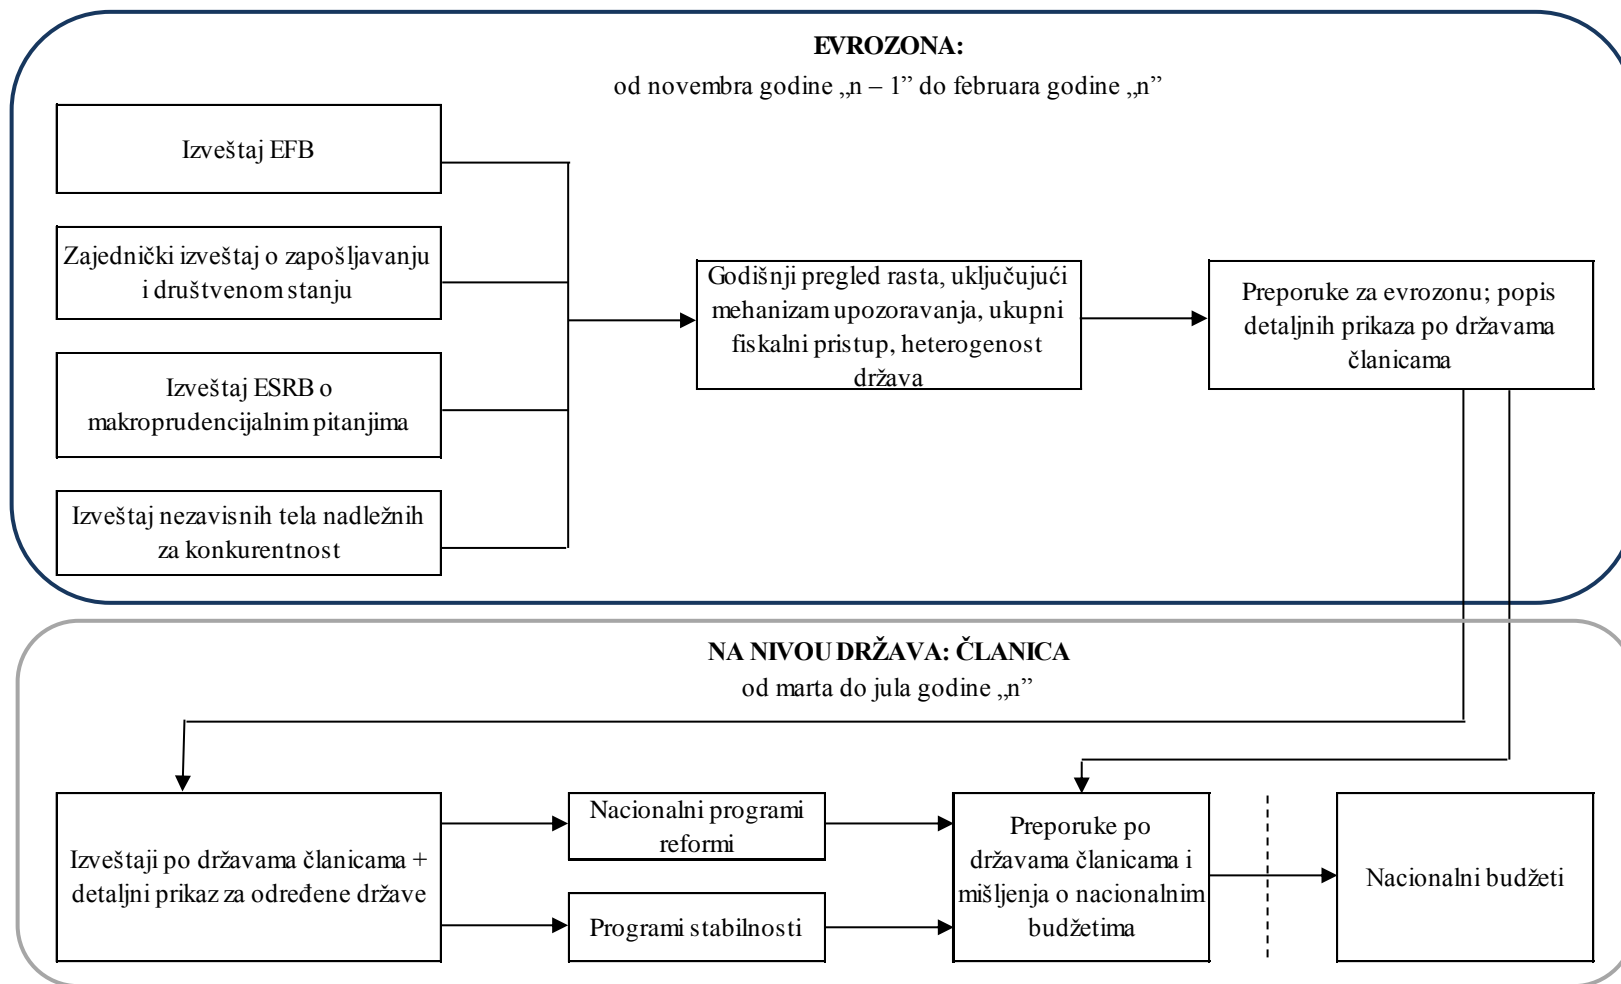 EVROZONA:
od novembra godine „n – 1” do februara godine „n”
Izveštaj EFB
Zajednički izveštaj o zapošljavanju
i društvenom stanju
Izveštaj ESRB o
makroprudencijalnim pitanjima
Izveštaj nezavisnih tela nadležnih
za konkurentnost
Godišnji pregled rasta, uključujući
mehanizam upozoravanja, ukupni
fiskalni pristup, heterogenost
država
Preporuke za evrozonu; popis
detaljnih prikaza po državama
članicama
NA NIVOU DRŽAVA: ČLANICA
od marta do jula godine „n”
Izveštaji po državama članicama +
detaljni prikaz za određene države
Nacionalni programi
reformi
Programi stabilnosti
Preporuke po
državama članicama i
mišljenja o nacionalnim
budžetima
Nacionalni budžeti